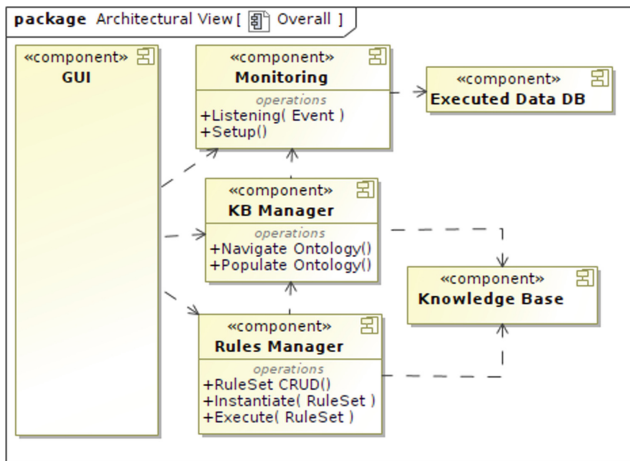 package Architectural View [ Overall ]
«component»
GUI
«component»
Monitoring
operations
+Listening( Event )
+Setup()
«component»
Executed Data DB
«component»
KB Manager
operations
+Navigate Ontology()
+Populate Ontology()
«component»
Knowledge Base
«component»
Rules Manager
operations
+RuleSet CRUD()
+Instantiate( RuleSet )
+Execute( RuleSet )